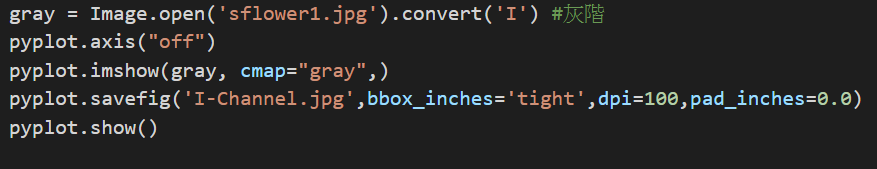 gray = Image.open('sflower1.jpg').convert('I') #灰階
pyplot.axis("off")
pyplot.imshow(gray, cmap="gray",)
pyplot.savefig('I-Channel.jpg',bbox_inches='tight',dpi=100,pad_inches=0.0)
pyplot.show()